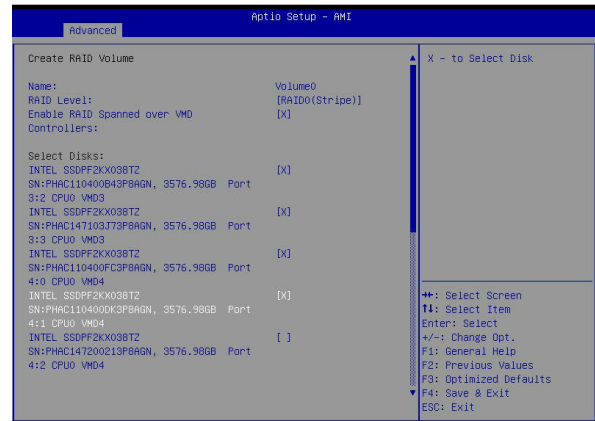 Aptio Setup - AMI
Advanced
Create RAID Volume
Name: Volume0
RAID Level: [RAID0(Stripe)]
Enable RAID Spanned over VMD [X]
Controllers:
Select Disks:
INTEL SSDPF2KX038TZ [X]
SN:PHAC110400B43P8AGN, 3576.98GB Port
3:2 CPU0 VMD3
INTEL SSDPF2KX038TZ [X]
SN:PHAC147103J73P8AGN, 3576.98GB Port
3:3 CPU0 VMD3
INTEL SSDPF2KX038TZ [X]
SN:PHAC110400FC3P8AGN, 3576.98GB Port
4:0 CPU0 VMD4
INTEL SSDPF2KX038TZ [X]
SN:PHAC110400DK3P8AGN, 3576.98GB Port
4:1 CPU0 VMD4
INTEL SSDPF2KX038TZ [ ]
SN:PHAC147200213P8AGN, 3576.98GB Port
4:2 CPU0 VMD4
X - to Select Disk
→←: Select Screen
↑↓: Select Item
Enter: Select
+/-: Change Opt.
F1: General Help
F2: Previous Values
F3: Optimized Defaults
F4: Save & Exit
ESC: Exit